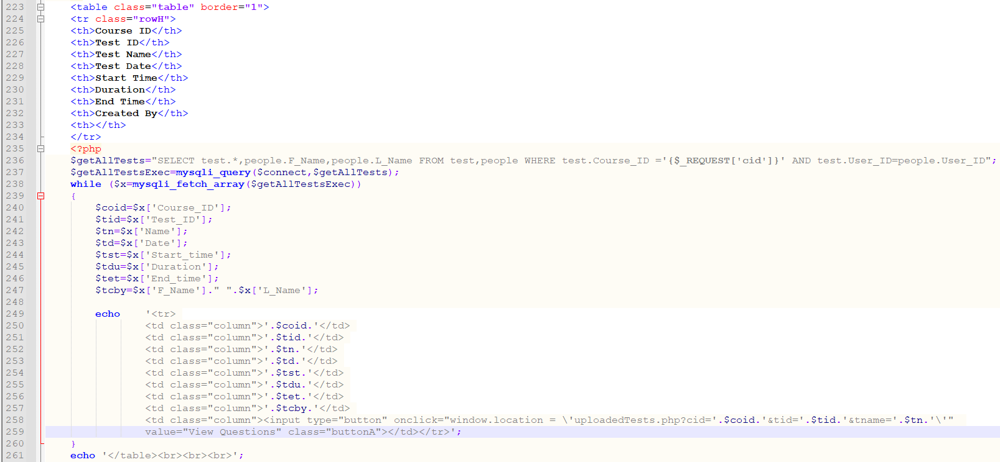 223 <table class="table" border="1">
224 <tr class="rowH">
225 <th>Course ID</th>
226 <th>Test ID</th>
227 <th>Test Name</th>
228 <th>Test Date</th>
229 <th>Start Time</th>
230 <th>Duration</th>
231 <th>End Time</th>
232 <th>Created By</th>
233 <th></th>
234 </tr>
235 <?php
236 $getAllTests="SELECT test.*,people.F_Name,people.L_Name FROM test,people WHERE test.Course_ID ='{$_REQUEST['cid']}' AND test.User_ID=people.User_ID";
237 $getAllTestsExec=mysqli_query($connect,$getAllTests);
238 while ($x=mysqli_fetch_array($getAllTestsExec))
239 {
240 $coid=$x['Course_ID'];
241 $tid=$x['Test_ID'];
242 $tn=$x['Name'];
243 $td=$x['Date'];
244 $tst=$x['Start_time'];
245 $tdu=$x['Duration'];
246 $tet=$x['End_time'];
247 $tcby=$x['F_Name']." ".$x['L_Name'];
248
249 echo '<tr>
250 <td class="column">'.$coid.'</td>
251 <td class="column">'.$tid.'</td>
252 <td class="column">'.$tn.'</td>
253 <td class="column">'.$td.'</td>
254 <td class="column">'.$tst.'</td>
255 <td class="column">'.$tdu.'</td>
256 <td class="column">'.$tet.'</td>
257 <td class="column">'.$tcby.'</td>
258 <td class="column"><input type="button" onclick="window.location = \'uploadedTests.php?cid='.$coid.'&tid='.$tid.'&tname='.$tn.'\'"
259 value="View Questions" class="buttonA"></td></tr>';
260 }
261 echo '</table><br><br><br>';